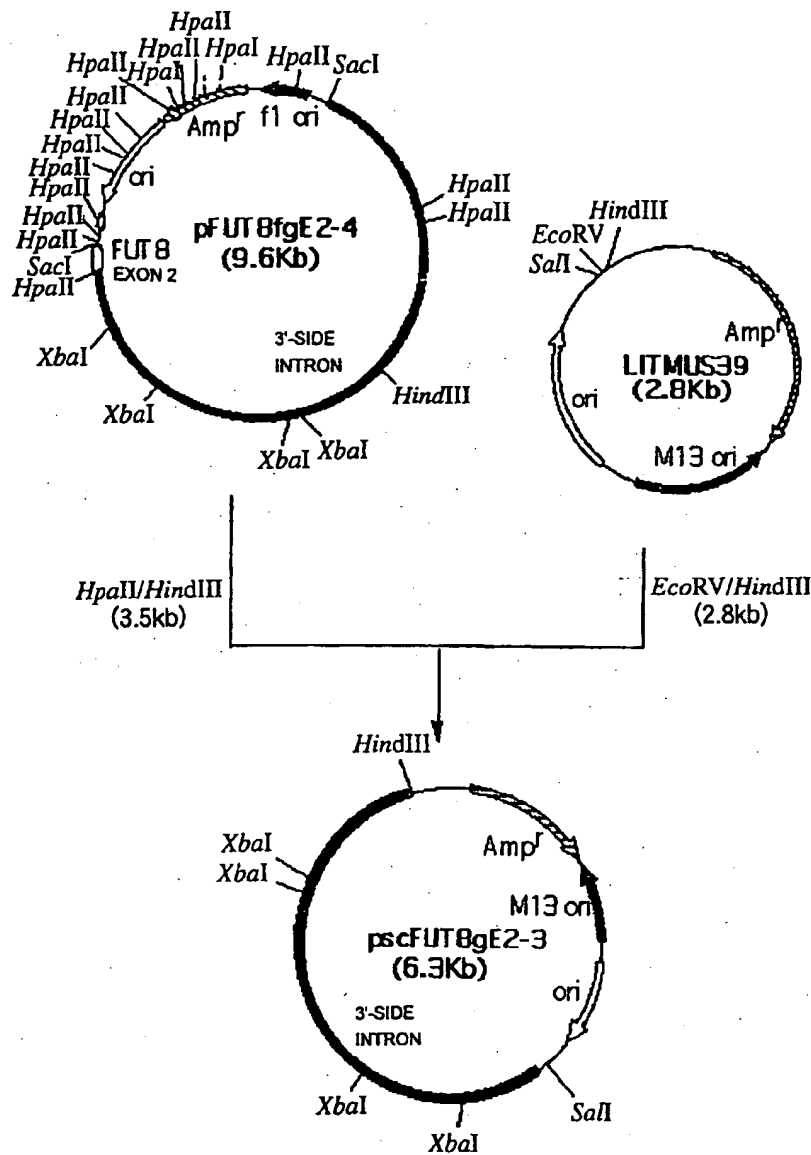 HpaII
HpaII HpaI
HpaII
HpaI
HpaII
SacI
HpaII
HpaII
HpaII
HpaII
HpaII
HpaII
HpaII
SacI
HpaII
Ampʳ
f1 ori
ori
FUT8
EXON 2
pFUT8fgE2-4
(9.6Kb)
HpaII
HpaII
3'-SIDE
INTRON
HindIII
XbaI
XbaI
XbaI
XbaI
HindIII
EcoRV
SalI
Ampʳ
LITMUS39
(2.8Kb)
ori
M13 ori
HpaII/HindIII
(3.5kb)
EcoRV/HindIII
(2.8kb)
HindIII
XbaI
XbaI
Ampʳ
M13 ori
pscFUT8gE2-3
(6.3Kb)
ori
3'-SIDE
INTRON
XbaI
SalI
XbaI